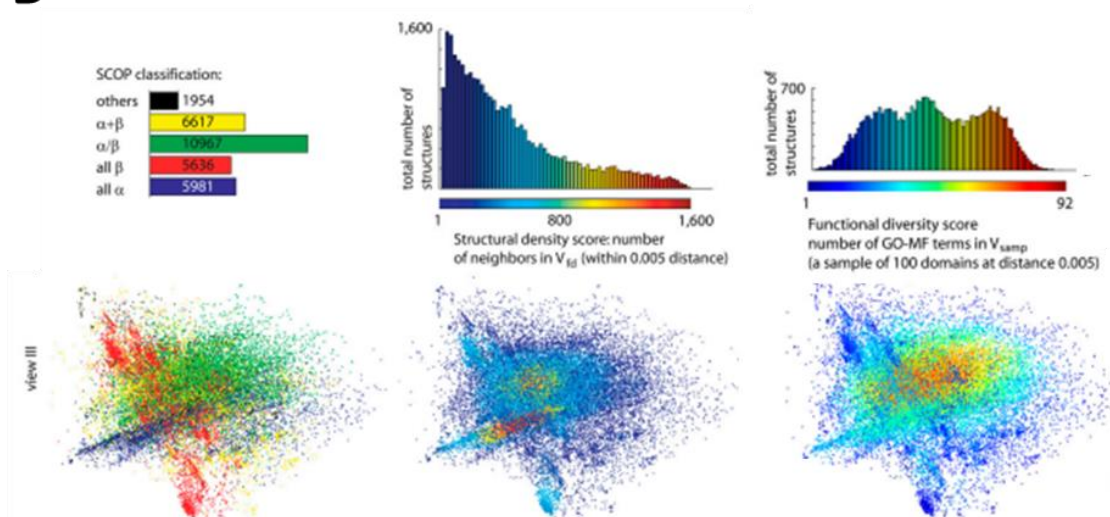 SCOP classification:
others 1954
α+β 6617
α/β 10967
all β 5636
all α 5981
1,600
total number of
structures
1 800 1,600
Structural density score: number
of neighbors in Vfd (within 0.005 distance)
700
total number of
structures
1 92
Functional diversity score
number of GO-MF terms in Vsamp
(a sample of 100 domains at distance 0.005)
view III